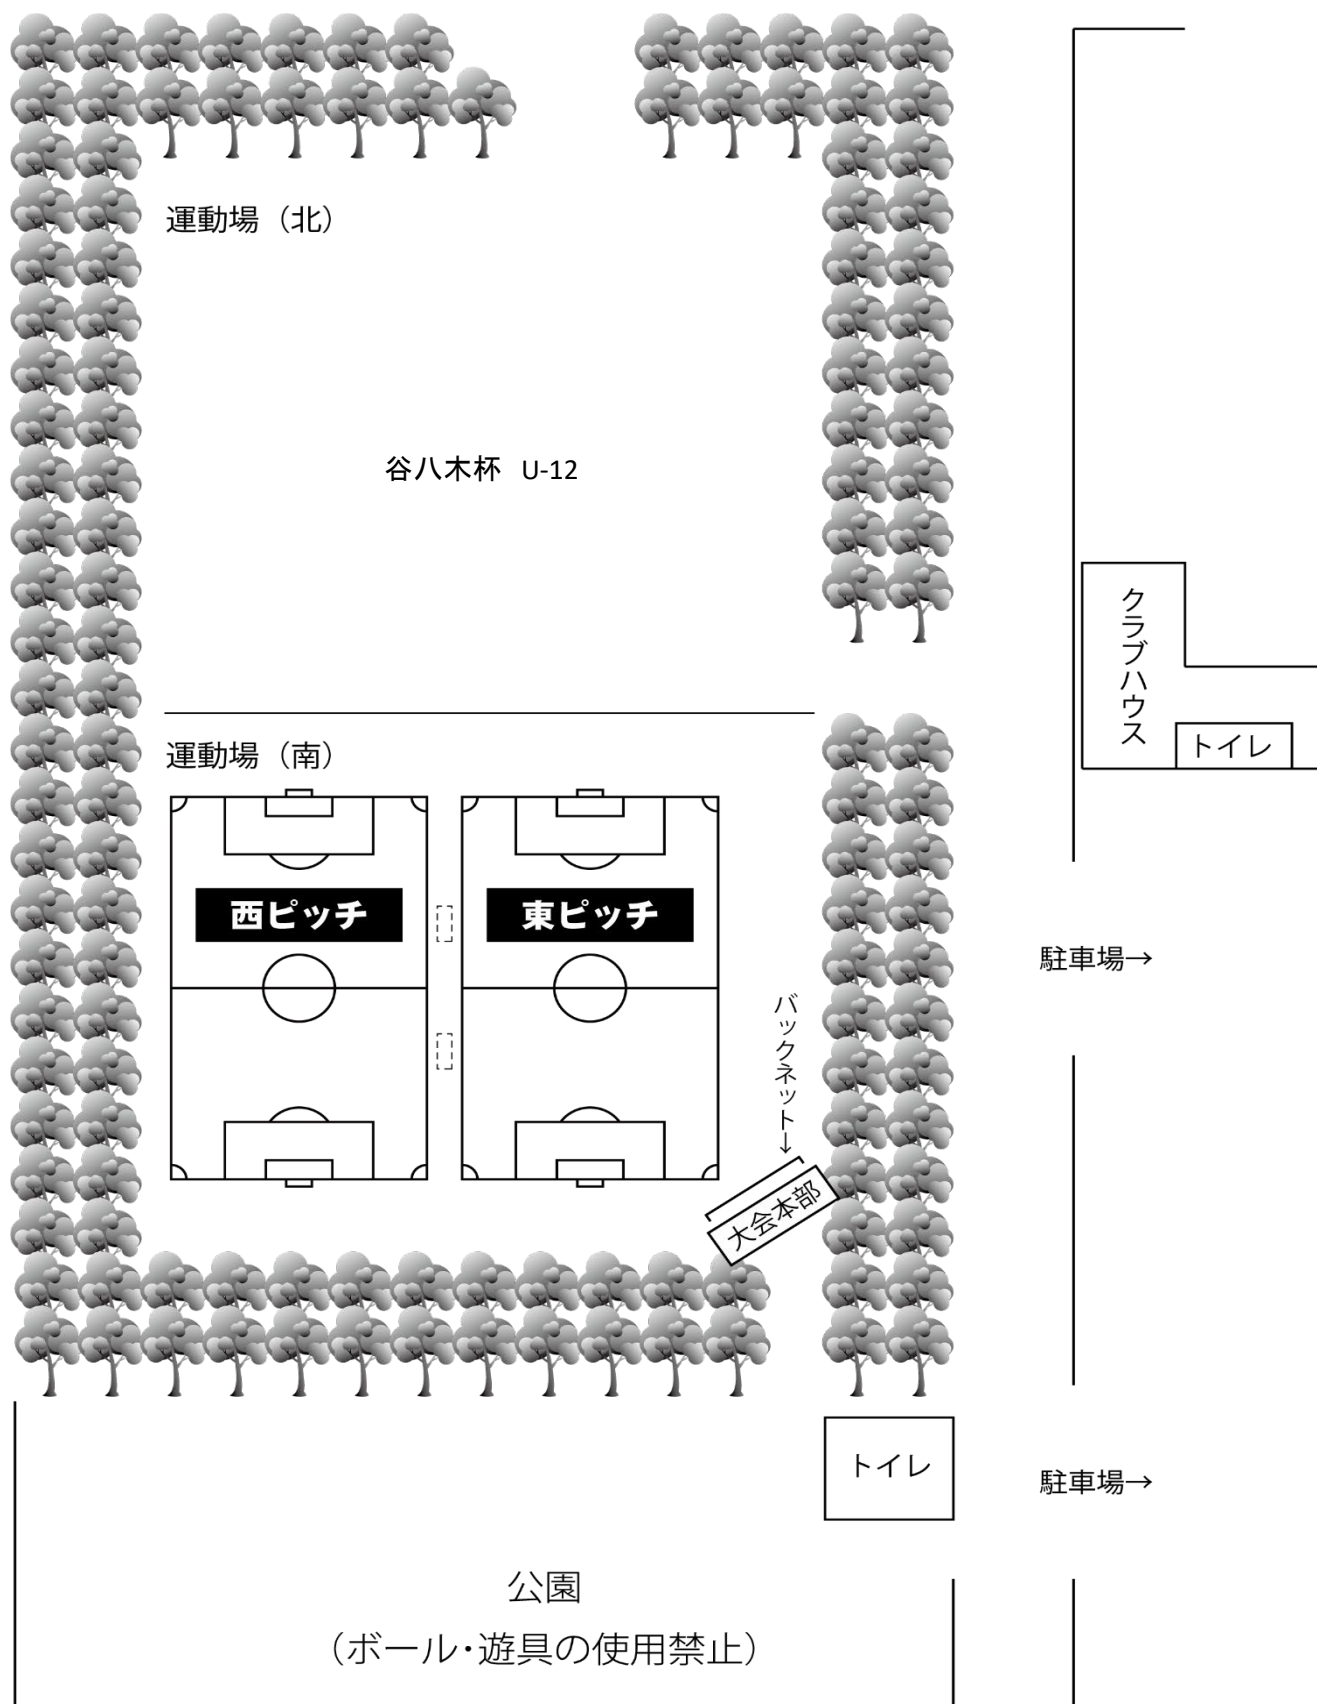 運動場（北）
谷八木杯 U-12
クラブハウス
トイレ
運動場（南）
西ピッチ
東ピッチ
駐車場→
バックネット→
大会本部
トイレ
駐車場→
公園
（ボール・遊具の使用禁止）